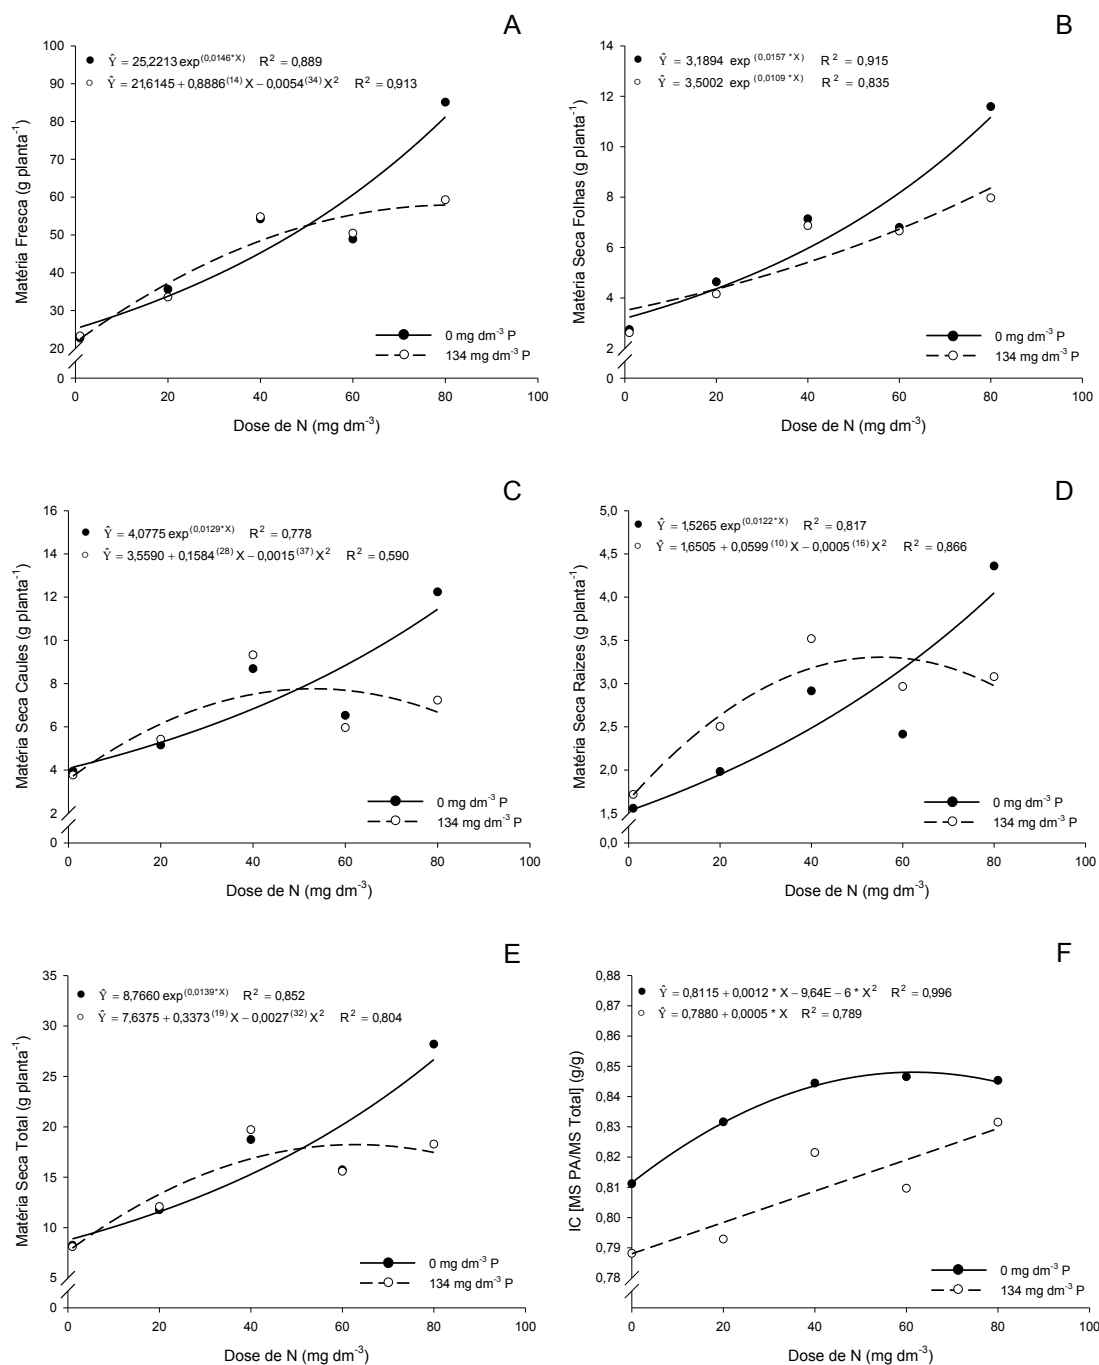 A
● Ŷ = 25,2213 exp(0,0146*X) R2 = 0,889
○ Ŷ = 21,6145 + 0,8886(14) X − 0,0054(34) X2 R2 = 0,913
Matéria Fresca (g planta-1)
100
90
80
70
60
50
40
30
20
0
0 mg dm-3 P
134 mg dm-3 P
0 20 40 60 80 100
Dose de N (mg dm-3)
B
● Ŷ = 3,1894 exp (0,0157 *X) R2 = 0,915
○ Ŷ = 3,5002 exp (0,0109 *X) R2 = 0,835
Matéria Seca Folhas (g planta-1)
14
12
10
8
6
4
2
0
0 mg dm-3 P
134 mg dm-3 P
0 20 40 60 80 100
Dose de N (mg dm-3)
C
● Ŷ = 4,0775 exp(0,0129*X) R2 = 0,778
○ Ŷ = 3,5590 + 0,1584(28) X − 0,0015(37) X2 R2 = 0,590
Matéria Seca Caules (g planta-1)
16
14
12
10
8
6
4
2
0
0 mg dm-3 P
134 mg dm-3 P
0 20 40 60 80 100
Dose de N (mg dm-3)
D
● Ŷ = 1,5265 exp(0,0122*X) R2 = 0,817
○ Ŷ = 1,6505 + 0,0599 (10) X − 0,0005 (16) X2 R2 = 0,866
Matéria Seca Raizes (g planta-1)
5,0
4,5
4,0
3,5
3,0
2,5
2,0
1,5
0,0
0 mg dm-3 P
134 mg dm-3 P
0,0 20 40 60 80 100
Dose de N (mg dm-3)
E
● Ŷ = 8,7660 exp(0,0139*X) R2 = 0,852
○ Ŷ = 7,6375 + 0,3373(19) X − 0,0027(32) X2 R2 = 0,804
Matéria Seca Total (g planta-1)
35
30
25
20
15
10
5
0
0 mg dm-3 P
134 mg dm-3 P
0 20 40 60 80 100
Dose de N (mg dm-3)
F
● Ŷ = 0,8115 + 0,0012 * X − 9,64E − 6 * X2 R2 = 0,996
○ Ŷ = 0,7880 + 0,0005 * X R2 = 0,789
IC [MS PA/MS Total] (g/g)
0,88
0,87
0,86
0,85
0,84
0,83
0,82
0,81
0,80
0,79
0,78
0 mg dm-3 P
134 mg dm-3 P
0 20 40 60 80 100
Dose de N (mg dm-3)